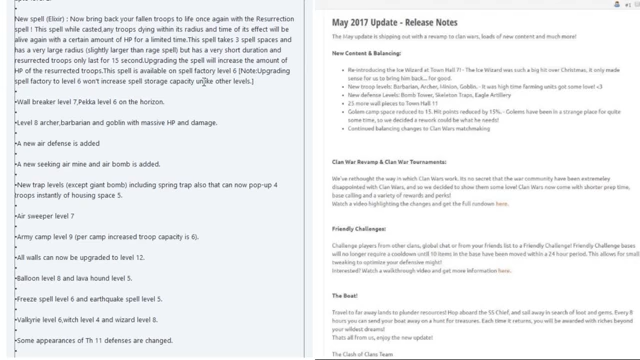 New spell (Elixir) : Now bring back your fallen troops to life once again with the Resurrection
spell ! This spell while casted,any troops dying within its radius and time of its effect will be
alive again with a certain amount of HP for a limited time.This spell takes 3 spell spaces and
has a very large radius (slightly larger than rage spell) but has a very short duration and
resurrected troops only last for 15 second.Upgrading the spell will increase the amount of
HP of the resurrected troops.This spell is available on spell factory level 6 [Note:Upgrading
spell factory to level 6 won't increase spell storage capacity unlike other levels.]
•
•Wall breaker level 7,Pekka level 6 on the horizon.
•
•Level 8 archer,barbarian and goblin with massive HP and damage.
•
•A new air defense is added
•
•A new seeking air mine and air bomb is added.
•
•New trap levels (except giant bomb) including spring trap also that can now pop-up 4
troops instantly of housing space 5.
•
•Air sweeper level 7
•
•Army camp level 9 (per camp increased troop capacity is 6).
•
•All walls can now be upgraded to level 12.
•
•Balloon level 8 and lava hound level 5.
•
•Freeze spell level 6 and earthquake spell level 5.
•
•Valkyrie level 6,witch level 4 and wizard level 8.
•
•Some appearances of Th 11 defenses are changed.
•
May 2017 Update - Release Notes
The May update is shipping out with a revamp to clan wars, loads of new content and much more!
New Content & Balancing:
• Re-introducing the Ice Wizard at Town Hall 7! - The Ice Wizard was such a big hit over Christmas, it only made
sense for us to bring him back... for good.
• New troop levels: Barbarian, Archer, Minion, Goblin. - It was high time farming units got some love! <3
• New defense Levels: Bomb Tower, Skeleton Traps, Eagle Artillery
• 25 more wall pieces to Town Hall 11
• Golem camp space reduced to 15. Hit points reduced by 15%. - Golems have been in a strange place for quite
some time, so we decided a rework could be what he needs!
• Continued balancing changes to Clan Wars matchmaking
Clan War Revamp & Clan War Tournaments:
We've rethought the way in which Clan Wars work. Its no secret that the war community have been extremeley
disappointed with Clan Wars, and so we decided to show them some love! Clan Wars now come with shorter prep time,
base calling and a variety of rewards and perks!
Watch a video highlighting the changes and get the full rundown here.
Friendly Challenges:
Challenge players from other clans, global chat or from your friends list to a Friendly Challenge! Friendly Challenge bases
will no longer require a cooldown until 10 items in the base have been moved within a 24 hour period. This allows for small
tweaking to optimize your defensive might!
Interested? Watch a walkthrough video and get more information here.
The Boat!
Travel to far away lands to plunder resources! Hop aboard the SS Chief, and sail away in search of loot and gems. Every 8
hours you can send your boat away on a hunt for treasures. Each time it returns, you will be awarded with riches beyond
your wildest dreams!
Thats all from us, enjoy the new update!
The Clash of Clans Team